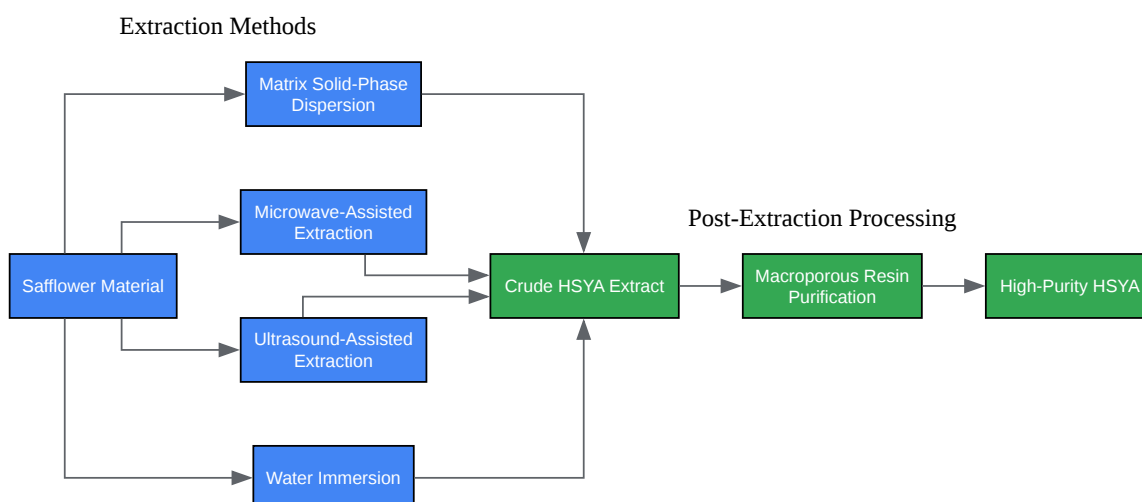 Extraction Methods
Matrix Solid-Phase
Dispersion
Microwave-Assisted
Extraction
Post-Extraction Processing
Safflower Material
Crude HSYA Extract
Macroporous Resin
Purification
High-Purity HSYA
Ultrasound-Assisted
Extraction
Water Immersion